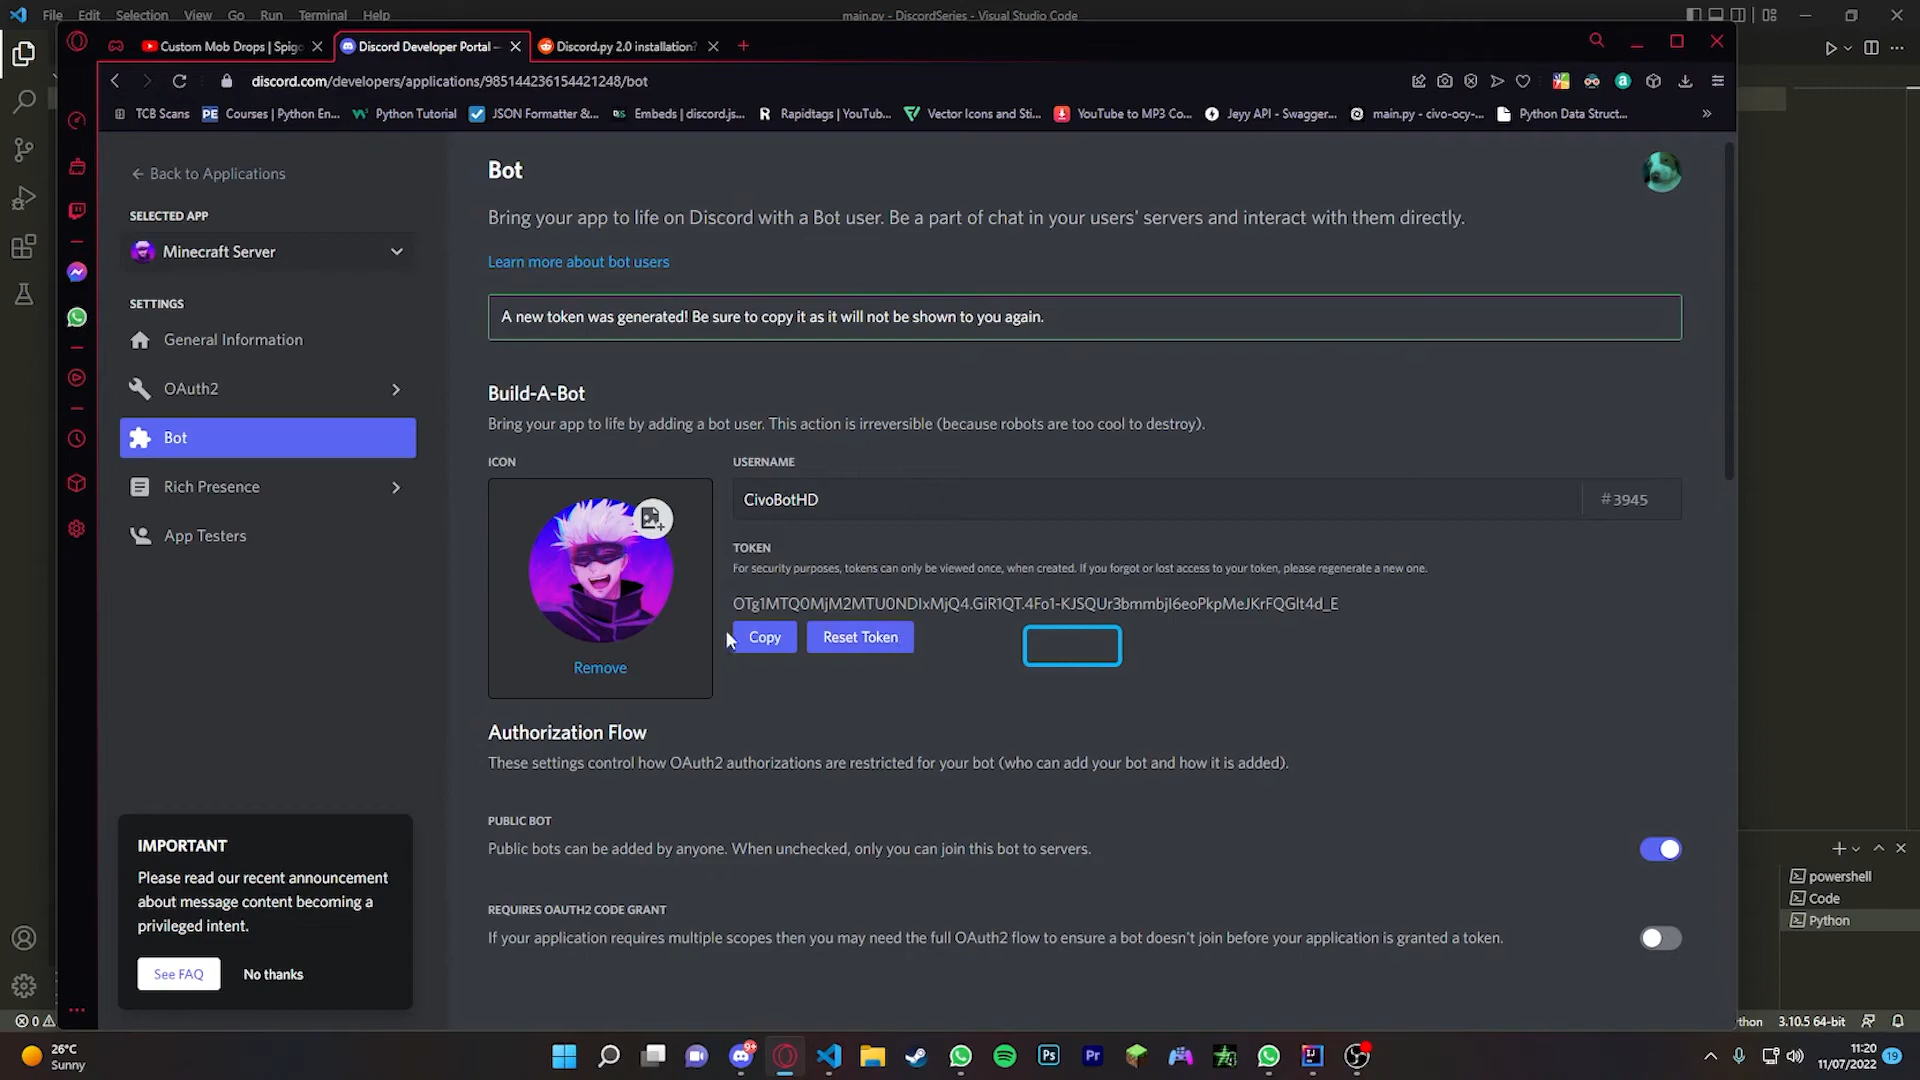 File Edit Selection View Go Run Terminal Help
main.py - DiscordSeries - Visual Studio Code
Custom Mob Drops | Spig
Discord Developer Portal —
Discord.py 2.0 installation?
discord.com/developers/applications/985144236154421248/bot
TCB Scans
Courses | Python En...
Python Tutorial
JSON Formatter &...
Embeds | discord.js...
Rapidtags | YouTub...
Vector Icons and Sti...
YouTube to MP3 Co...
Jeyy API - Swagger...
main.py - civo-ocy-...
Python Data Struct...
Back to Applications
SELECTED APP
Minecraft Server
SETTINGS
General Information
OAuth2
Bot
Rich Presence
App Testers
IMPORTANT
Please read our recent announcement
about message content becoming a
privileged intent.
See FAQ
No thanks
Bot
Bring your app to life on Discord with a Bot user. Be a part of chat in your users' servers and interact with them directly.
Learn more about bot users
A new token was generated! Be sure to copy it as it will not be shown to you again.
Build-A-Bot
Bring your app to life by adding a bot user. This action is irreversible (because robots are too cool to destroy).
ICON
Remove
USERNAME
CivoBotHD
#3945
TOKEN
For security purposes, tokens can only be viewed once, when created. If you forgot or lost access to your token, please regenerate a new one.
Copy
Reset Token
Authorization Flow
These settings control how OAuth2 authorizations are restricted for your bot (who can add your bot and how it is added).
PUBLIC BOT
Public bots can be added by anyone. When unchecked, only you can join this bot to servers.
REQUIRES OAUTH2 CODE GRANT
If your application requires multiple scopes then you may need the full OAuth2 flow to ensure a bot doesn't join before your application is granted a token.
powershell
Code
Python
0
thon 3.10.5 64-bit
26°C
Sunny
9+
Ps
Pr
11:20
11/07/2022
19